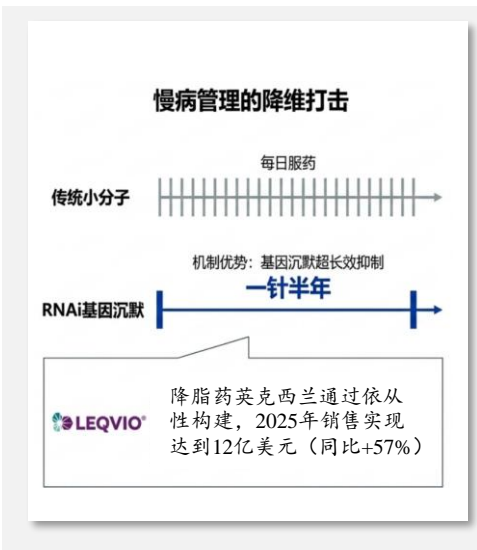 慢病管理的降维打击
每日服药
传统小分子
机制优势：基因沉默超长效抑制
一针半年
RNAi基因沉默
LEQVIO®
降脂药英克西兰通过依从
性构建，2025年销售实现
达到12亿美元（同比+57%）